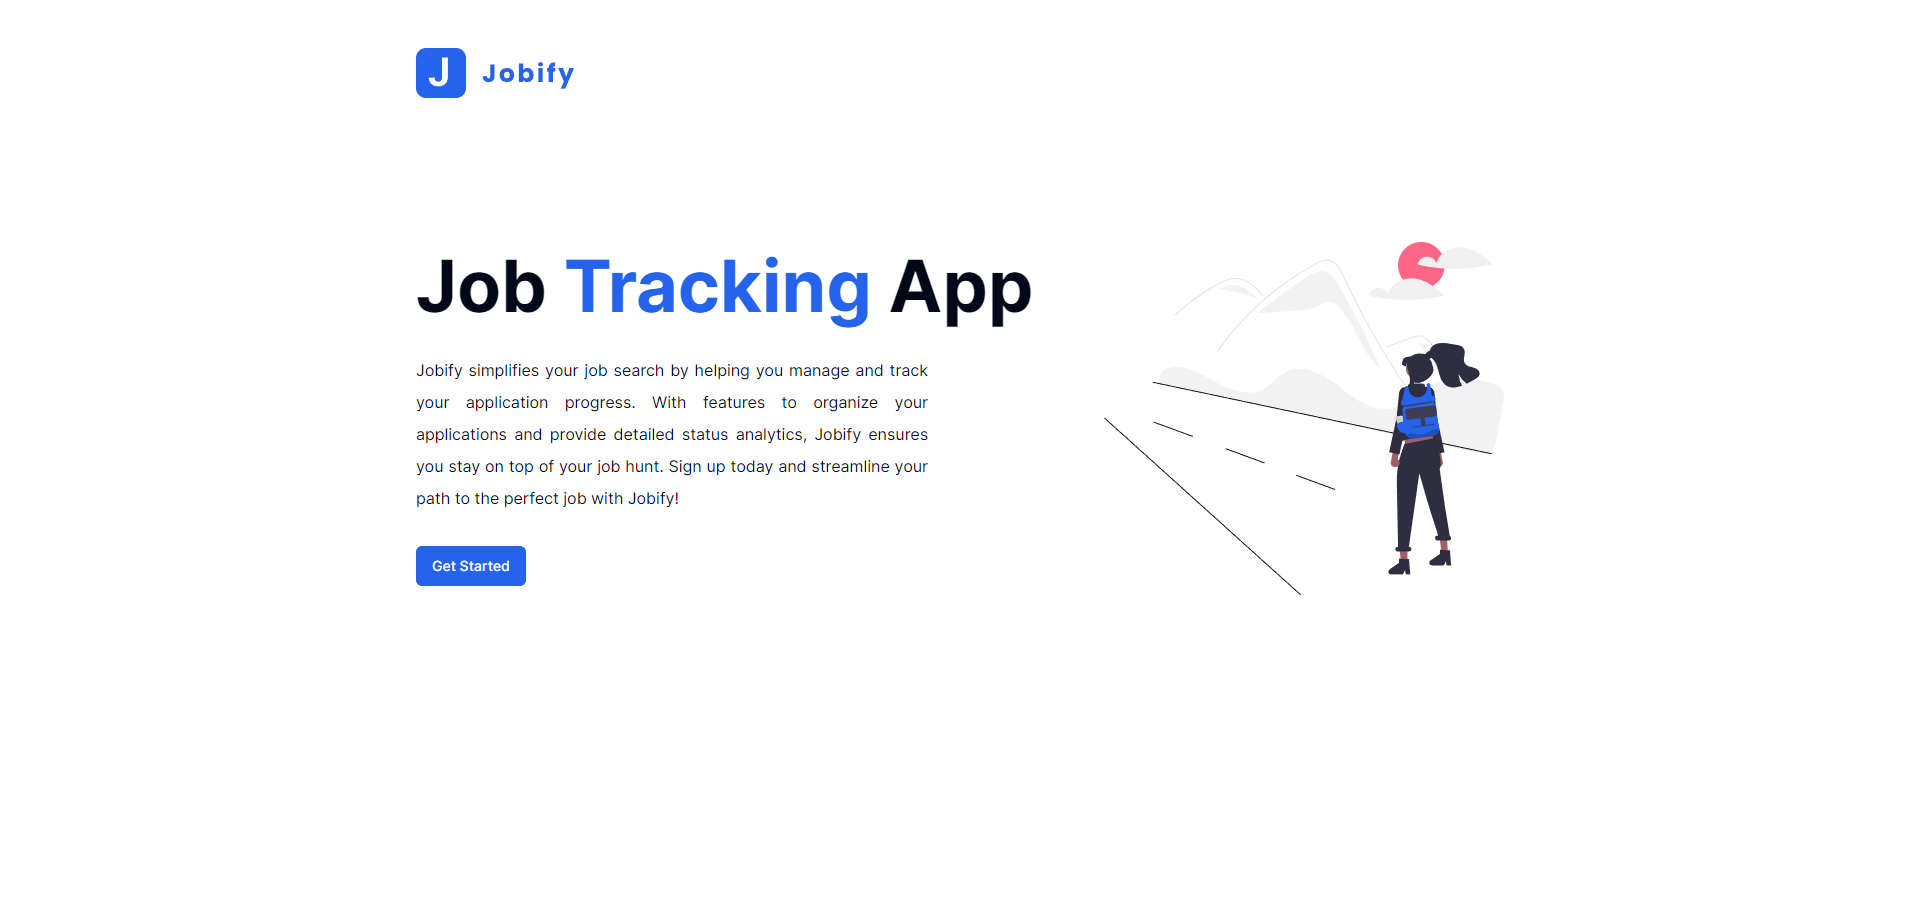 J Jobify
Job Tracking App
Jobify simplifies your job search by helping you manage and track
your application progress. With features to organize your
applications and provide detailed status analytics, Jobify ensures
you stay on top of your job hunt. Sign up today and streamline your
path to the perfect job with Jobify!
Get Started